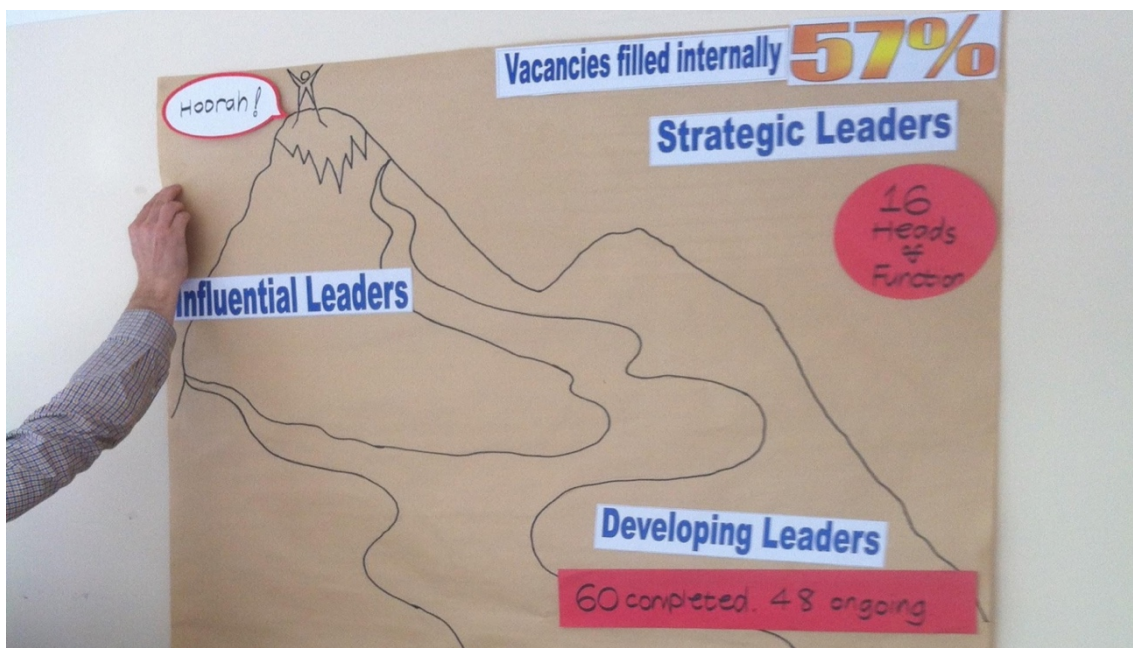 Vacancies filled internally 57%
Hoorah!
Strategic Leaders
16
Heads
of
Function
Influential Leaders
Developing Leaders
60 completed. 48 ongoing